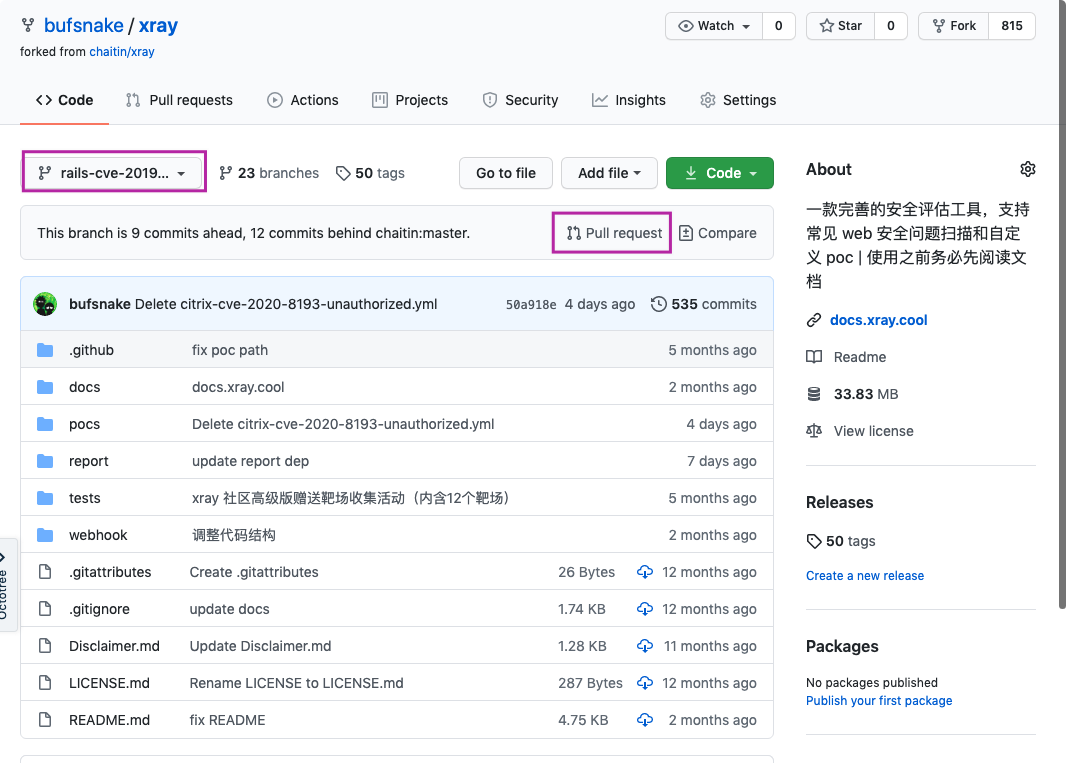 bufsnake / xray
Watch 0 Star 0 Fork 815
forked from chaitin/xray
Code Pull requests Actions Projects Security Insights Settings
rails-cve-2019... 23 branches 50 tags Go to file Add file Code
This branch is 9 commits ahead, 12 commits behind chaitin:master. Pull request Compare
bufsnake Delete citrix-cve-2020-8193-unauthorized.yml 50a918e 4 days ago 535 commits
.github fix poc path 5 months ago
docs docs.xray.cool 2 months ago
pocs Delete citrix-cve-2020-8193-unauthorized.yml 4 days ago
report update report dep 7 days ago
tests xray 社区高级版赠送靶场收集活动（内含12个靶场） 5 months ago
webhook 调整代码结构 2 months ago
.gitattributes Create .gitattributes 26 Bytes 12 months ago
.gitignore update docs 1.74 KB 12 months ago
Disclaimer.md Update Disclaimer.md 1.28 KB 11 months ago
LICENSE.md Rename LICENSE to LICENSE.md 287 Bytes 12 months ago
README.md fix README 4.75 KB 2 months ago
About
一款完善的安全评估工具，支持
常见 web 安全问题扫描和自定
义 poc | 使用之前务必先阅读文
档
docs.xray.cool
Readme
33.83 MB
View license
Releases
50 tags
Create a new release
Packages
No packages published
Publish your first package
Octotree